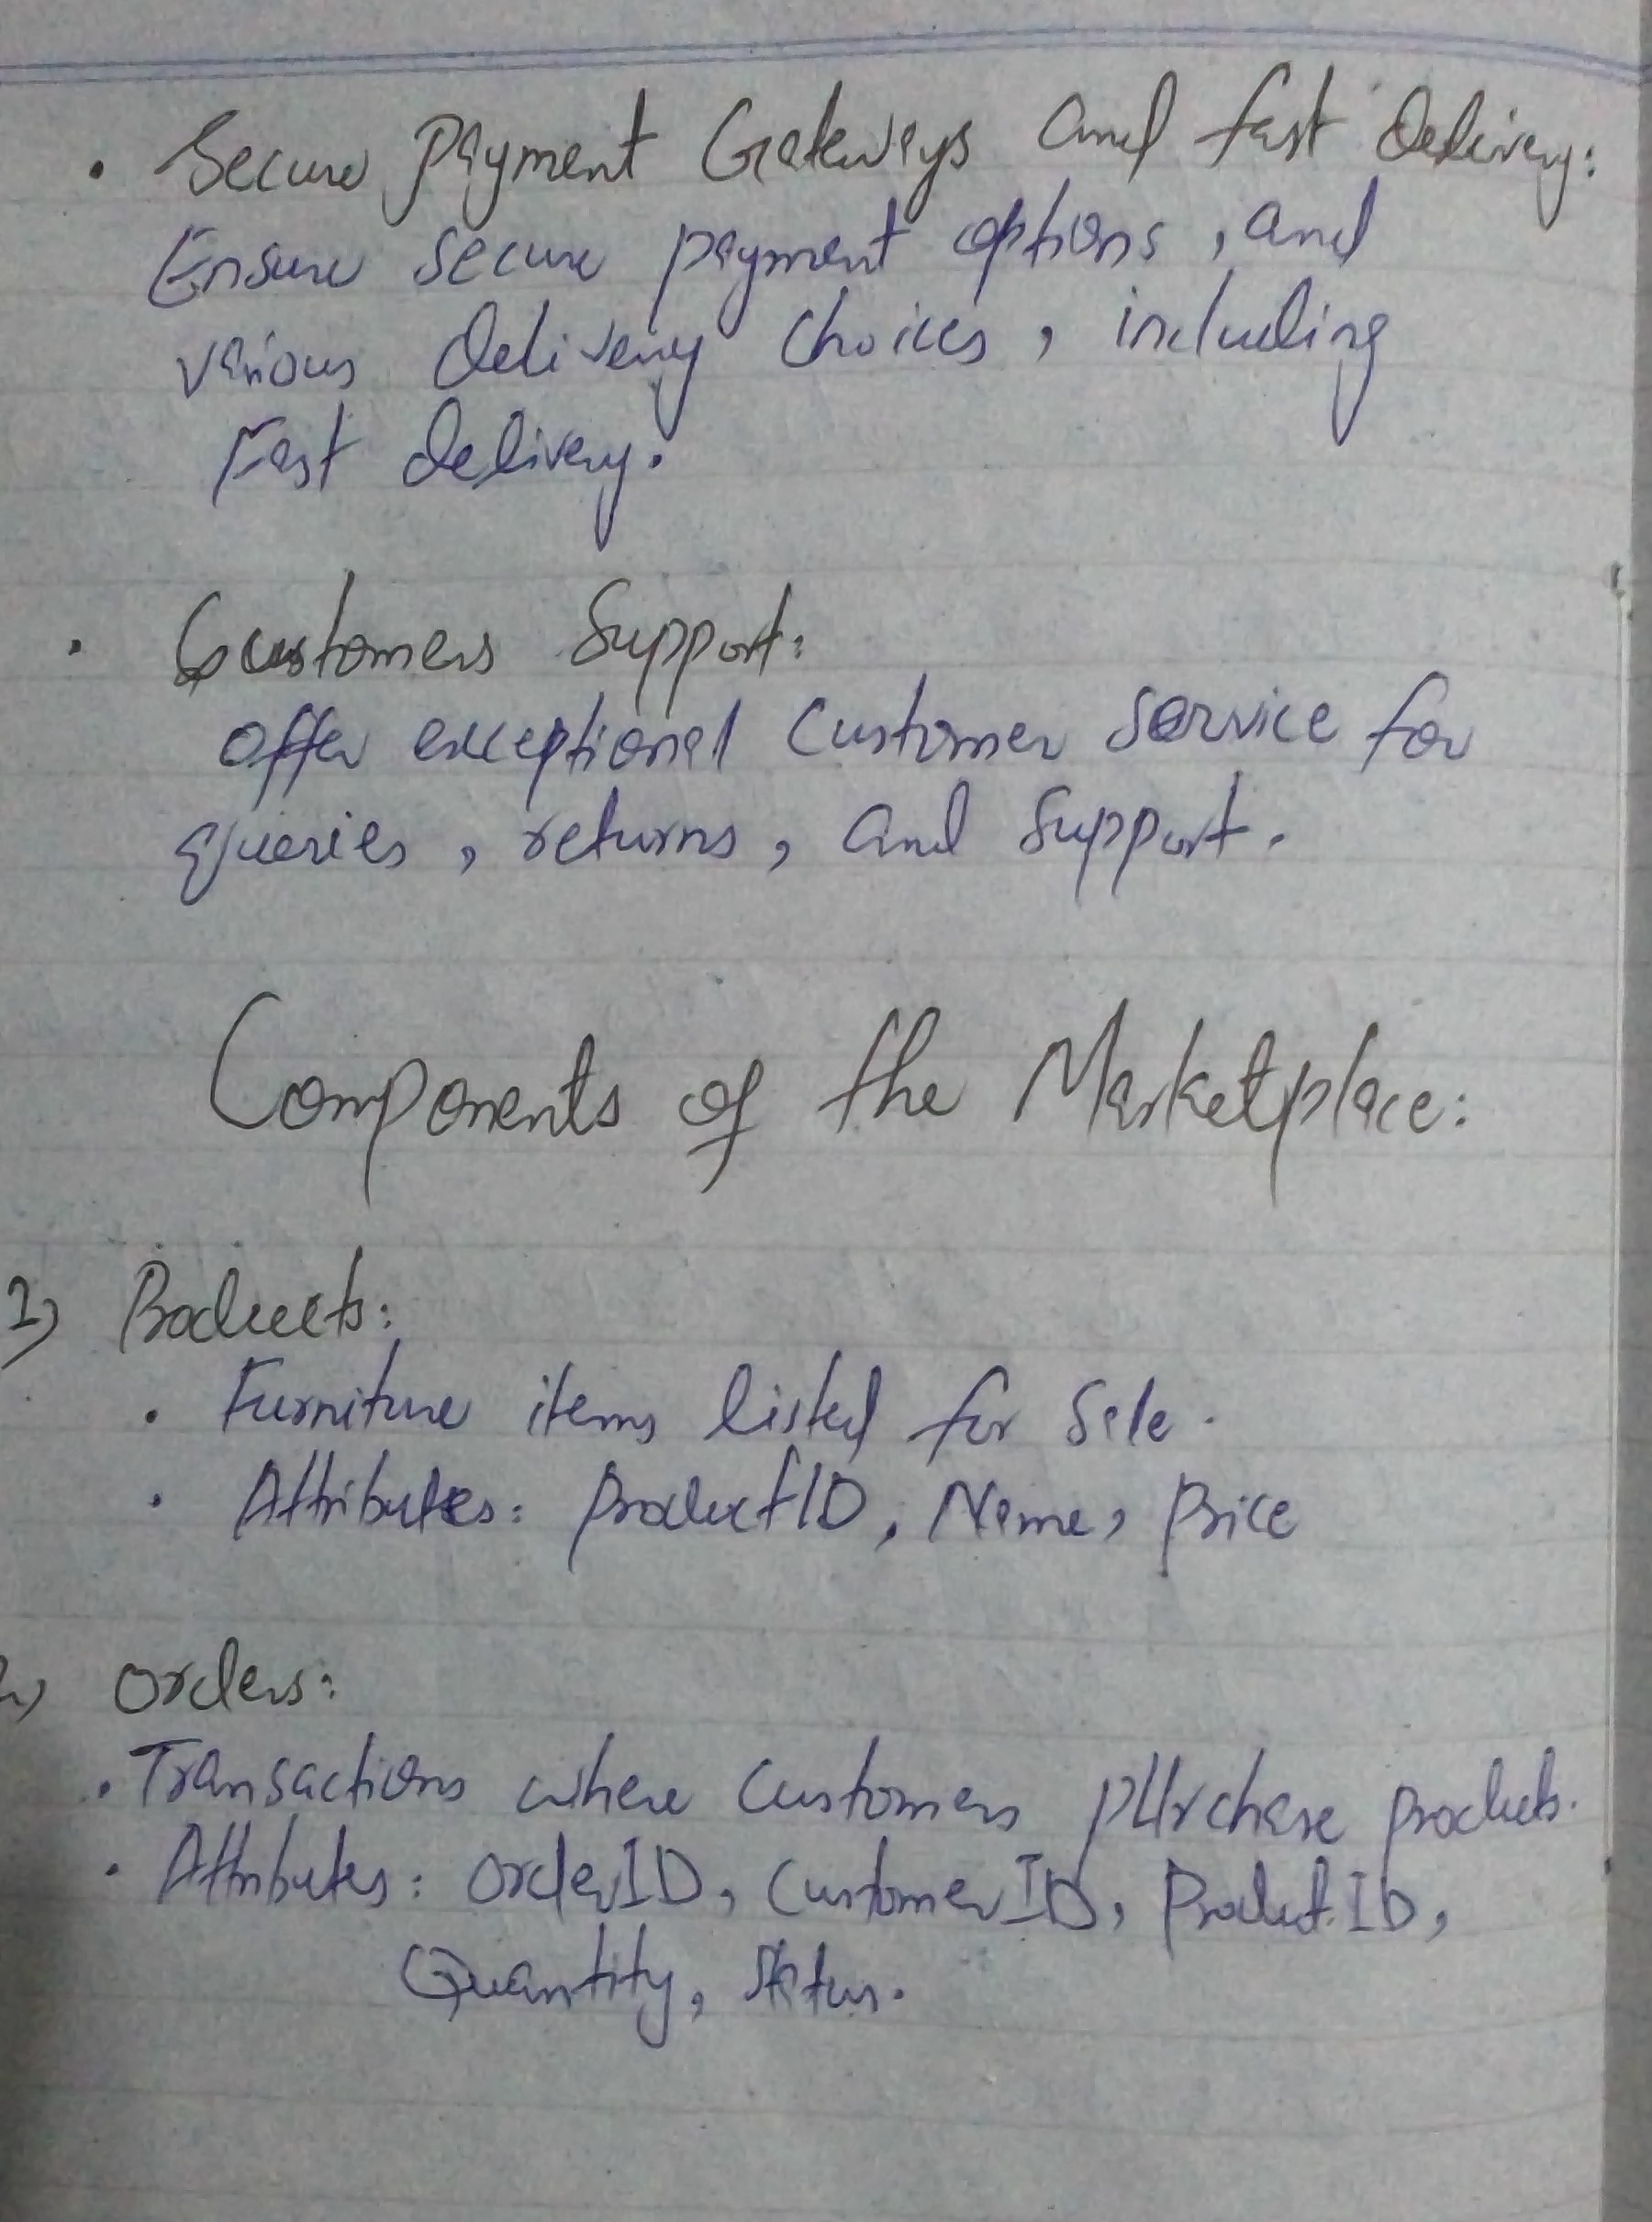 . Secure Payment Gateways and fast Delivery:
Ensure secure payment options, and
various delivery choices, including
Fast delivery.
. Customers Support:
offer exceptional customer service for
queries, returns, and support.
Components of the Marketplace:
1) Products:
. Furniture items listed for sale.
. Attributes: ProductID, Name, Price
2) Orders:
. Transactions where customers purchase products.
. Attributes: OrderID, CustomerID, ProductID,
Quantity, Status.